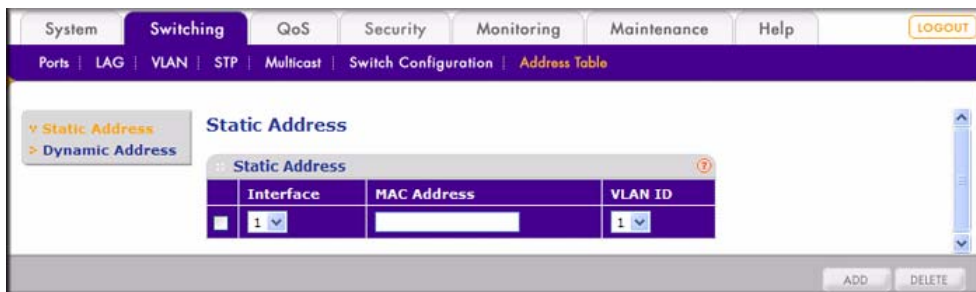 System Switching QoS Security Monitoring Maintenance Help LOGOUT
Ports LAG VLAN STP Multicast Switch Configuration Address Table
Static Address
Dynamic Address
Static Address
Static Address
Interface MAC Address VLAN ID
1 1
ADD DELETE